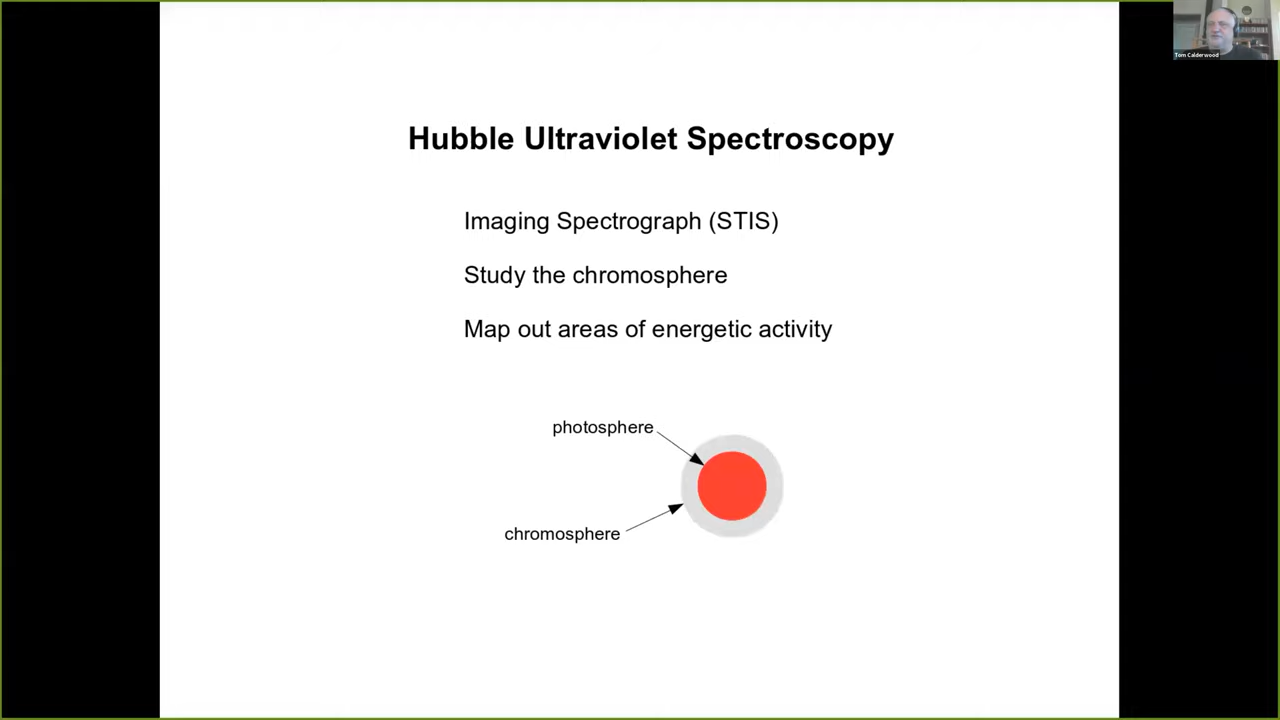 Tom Calderwood
Hubble Ultraviolet Spectroscopy
Imaging Spectrograph (STIS)
Study the chromosphere
Map out areas of energetic activity
photosphere
chromosphere